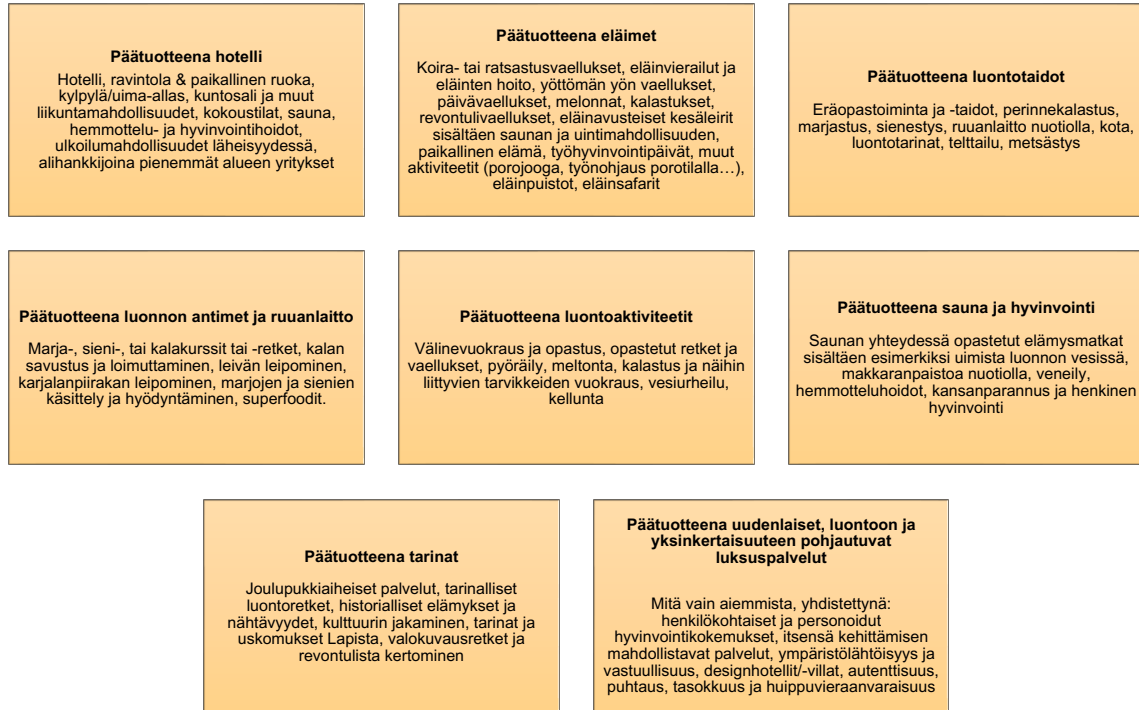 Päätuotteena hotelli
Hotelli, ravintola & paikallinen ruoka,
kylpylä/uima-allas, kuntosali ja muut
liikuntamahdollisuudet, kokoustilat, sauna,
hemmottelu- ja hyvinvointihoidot,
ulkoilumahdollisuudet läheisyydessä,
alihankkijoina pienemmät alueen yritykset
Päätuotteena eläimet
Koira- tai ratsastusvaellukset, eläinvierailut ja
eläinten hoito, yöttömän yön vaellukset,
päivävaellukset, melonnat, kalastukset,
revontulivaellukset, eläinavusteiset kesäleirit
sisältäen saunan ja uintimahdollisuuden,
paikallinen elämä, työhyvinvointipäivät, muut
aktiviteetit (porojooga, työnohjaus porotilalla…),
eläinpuistot, eläinsafarit
Päätuotteena luontotaidot
Eräopastoiminta ja -taidot, perinnekalastus,
marjastus, sienestys, ruuanlaitto nuotiolla, kota,
luontotarinat, telttailu, metsästys
Päätuotteena luonnon antimet ja ruuanlaitto
Marja-, sieni-, tai kalakurssit tai -retket, kalan
savustus ja loimuttaminen, leivän leipominen,
karjalanpiirakan leipominen, marjojen ja sienien
käsittely ja hyödyntäminen, superfoodit.
Päätuotteena luontoaktiviteetit
Välinevuokraus ja opastus, opastetut retket ja
vaellukset, pyöräily, meltonta, kalastus ja näihin
liittyvien tarvikkeiden vuokraus, vesiurheilu,
kellunta
Päätuotteena sauna ja hyvinvointi
Saunan yhteydessä opastetut elämysmatkat
sisältäen esimerkiksi uimista luonnon vesissä,
makkaranpaistoa nuotiolla, veneily,
hemmotteluhoidot, kansanparannus ja henkinen
hyvinvointi
Päätuotteena tarinat
Joulupukkiaiheiset palvelut, tarinalliset
luontoretket, historialliset elämykset ja
nähtävyydet, kulttuurin jakaminen, tarinat ja
uskomukset Lapista, valokuvausretket ja
revontulista kertominen
Päätuotteena uudenlaiset, luontoon ja
yksinkertaisuuteen pohjautuvat
luksuspalvelut
Mitä vain aiemmista, yhdistettynä:
henkilökohtaiset ja personoidut
hyvinvointikokemukset, itsensä kehittämisen
mahdollistavat palvelut, ympäristölähtöisyys ja
vastuullisuus, designhotellit/-villat, autenttisuus,
puhtaus, tasokkuus ja huippuvieraanvaraisuus